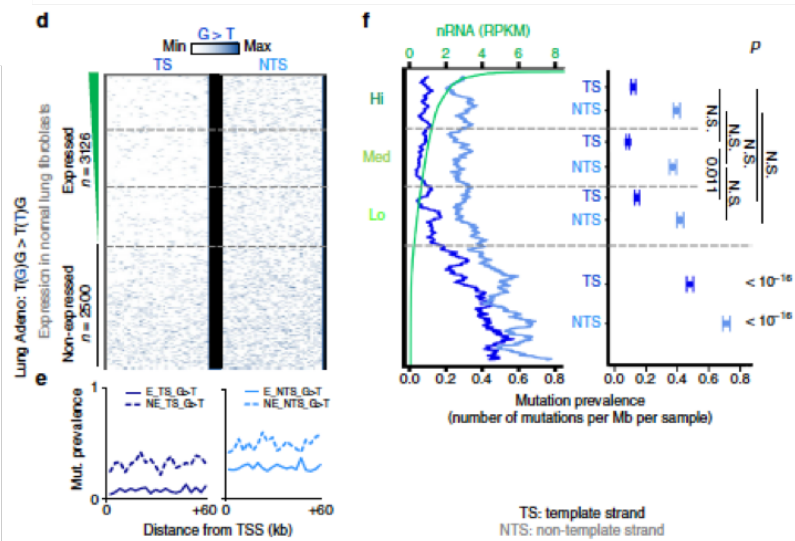 d
G > T
Min Max
TS NTS
Lung Adeno: T(G)G > T(T)G
Expression in normal lung fibroblasts
Expressed
n = 3126
Non-expressed
n = 2500
e
Mut. prevalence
1
0
E_TS_G>T
NE_TS_G>T
E_NTS_G>T
NE_NTS_G>T
0 +60 0 +60
Distance from TSS (kb)
f
nRNA (RPKM)
0 2 4 6 8
P
Hi
Med
Lo
TS
NTS
TS
NTS
TS
NTS
TS
NTS
N.S.
0.011
N.S.
N.S.
N.S.
N.S.
< 10⁻¹⁶
< 10⁻¹⁶
0.0 0.2 0.4 0.6 0.8 0.0 0.2 0.4 0.6 0.8
Mutation prevalence
(number of mutations per Mb per sample)
TS: template strand
NTS: non-template strand